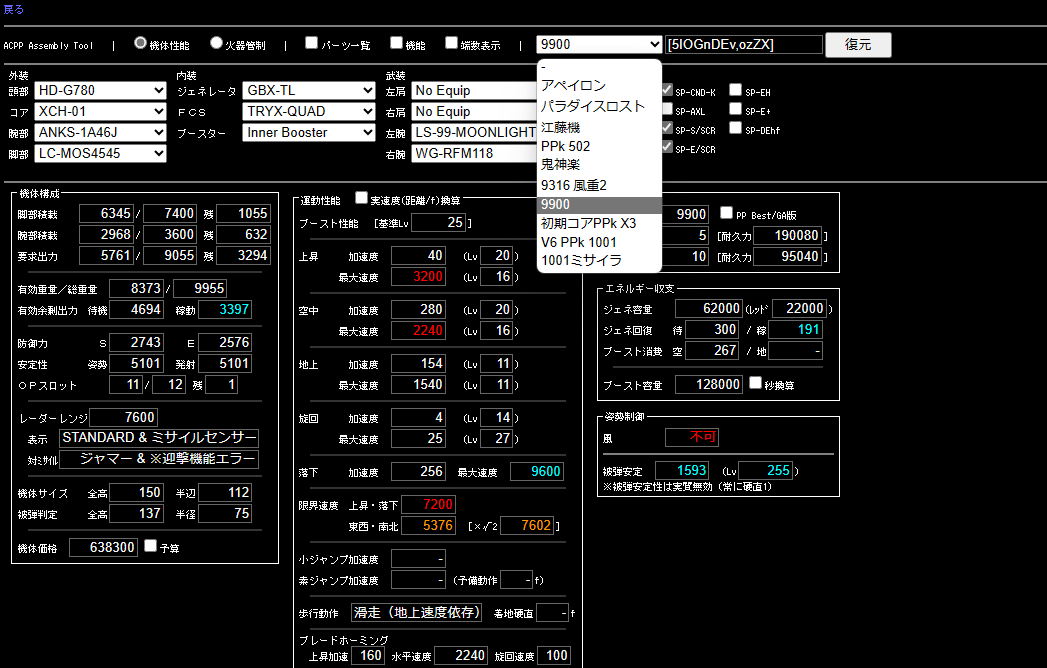 戻る
ACPP Assembly Tool | 機体性能 火器管制 | パーツ一覧 機能 端数表示 | 9900 [5IOGnDEv,ozZX] 復元
-
アペイロン
パラダイスロスト
江藤機
PPk 502
鬼神楽
9316 風重2
9900
初期コアPPk X3
V6 PPk 1001
1001ミサイラ
外装 内装 武装
頭部 HD-G780 ジェネレータ GBX-TL 左肩 No Equip SP-CND-K SP-EH
コア XCH-01 FCS TRYX-QUAD 右肩 No Equip SP-AXL SP-E+
腕部 ANKS-1A46J ブースター Inner Booster 左腕 LS-99-MOONLIGHT SP-S/SCR SP-DEhf
脚部 LC-MOS4545 右腕 WG-RFM118 SP-E/SCR
機体構成
脚部積載 6345 / 7400 残 1055
腕部積載 2968 / 3600 残 632
要求出力 5761 / 9055 残 3294
有効重量/総重量 8373 / 9955
有効余剰出力 待機 4694 稼動 3397
防御力 S 2743 E 2576
安定性 姿勢 5101 発射 5101
OPスロット 11 / 12 残 1
レーダーレンジ 7600
表示 STANDARD & ミサイルセンサー
対ミサイル ジャマー & ※迎撃機能エラー
機体サイズ 全高 150 半辺 112
被弾判定 全高 137 半径 75
機体価格 638300 予算
運動性能 実速度(距離/f)換算
ブースト性能 [基準Lv 25 ]
上昇 加速度 40 (Lv 20 )
最大速度 3200 (Lv 16 )
空中 加速度 280 (Lv 20 )
最大速度 2240 (Lv 16 )
地上 加速度 154 (Lv 11 )
最大速度 1540 (Lv 11 )
旋回 加速度 4 (Lv 14 )
最大速度 25 (Lv 27 )
落下 加速度 256 最大速度 9600
限界速度 上昇・落下 7200
東西・南北 5376 [×√2 7602 ]
小ジャンプ加速度 -
素ジャンプ加速度 - (予備動作 - f)
歩行動作 滑走（地上速度依存） 着地硬直 - f
ブレードホーミング
上昇加速 160 水平速度 2240 旋回速度 100
9900 PP Best/GA版
5 [耐久力 190080 ]
10 [耐久力 95040 ]
エネルギー収支
ジェネ容量 62000 (レッド 22000 )
ジェネ回復 待 300 / 稼 191
ブースト消費 空 267 / 地 -
ブースト容量 128000 秒換算
姿勢制御
風 不可
被弾安定 1593 (Lv 255 )
※被弾安定性は実質無効（常に硬直1）